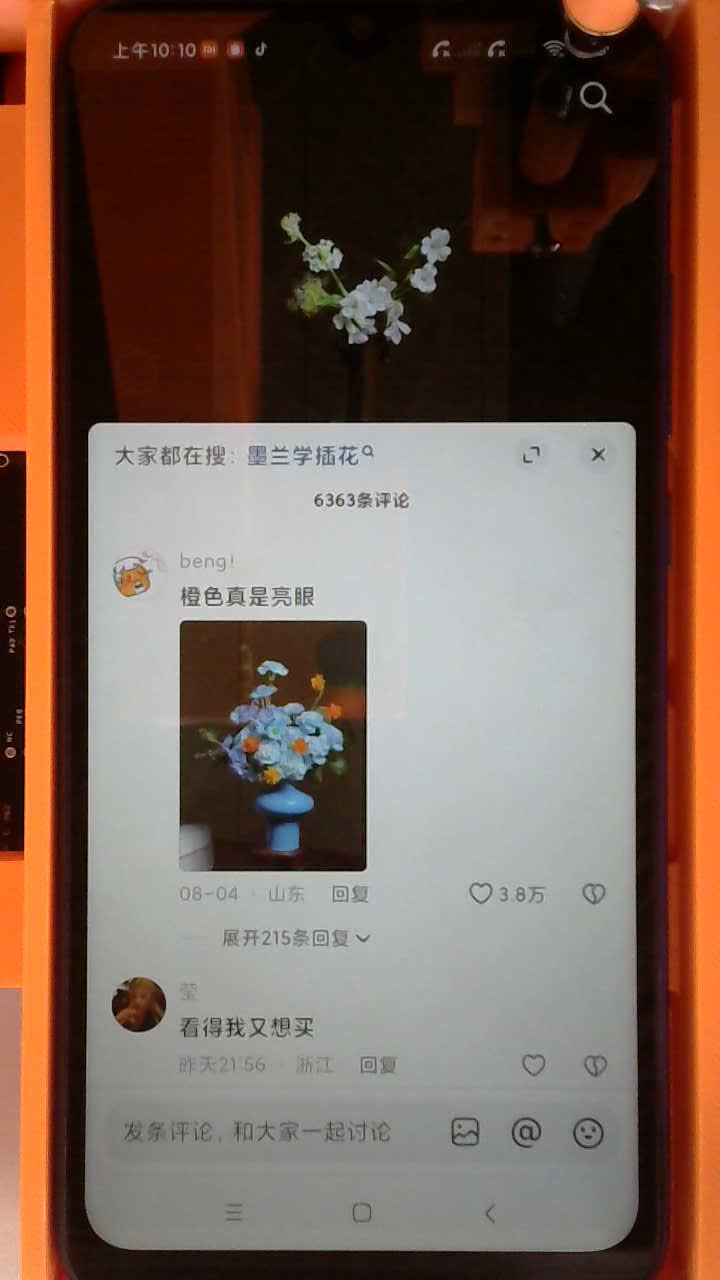 上午10:10
大家都在搜：墨兰学插花
6363条评论
beng!
橙色真是亮眼
08-04 · 山东 回复
3.8万
展开215条回复
莹
看得我又想买
昨天21:56 · 浙江 回复
发条评论，和大家一起讨论